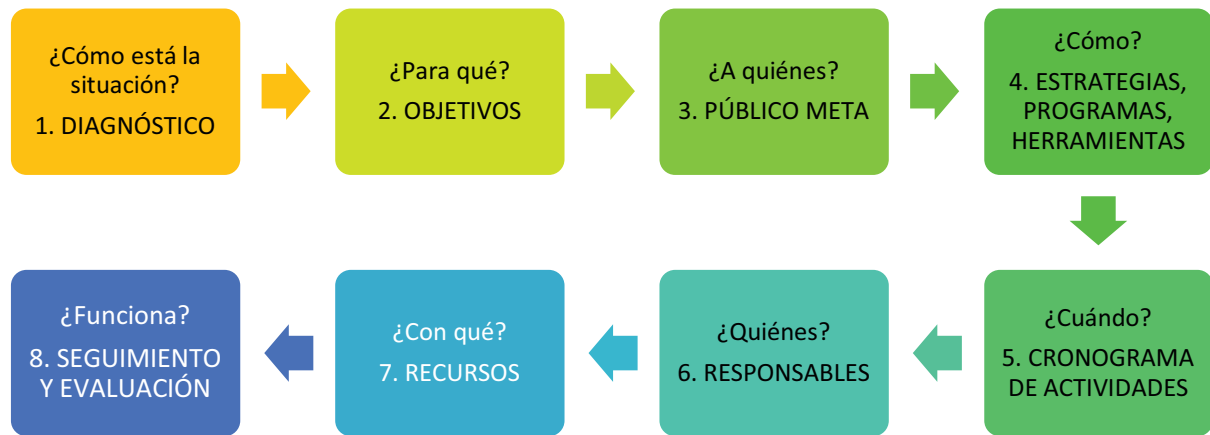 ¿Cómo está la
situación?
1. DIAGNÓSTICO
¿Para qué?
2. OBJETIVOS
¿A quiénes?
3. PÚBLICO META
¿Cómo?
4. ESTRATEGIAS,
PROGRAMAS,
HERRAMIENTAS
¿Cuándo?
5. CRONOGRAMA
DE ACTIVIDADES
¿Quiénes?
6. RESPONSABLES
¿Con qué?
7. RECURSOS
¿Funciona?
8. SEGUIMIENTO
Y EVALUACIÓN